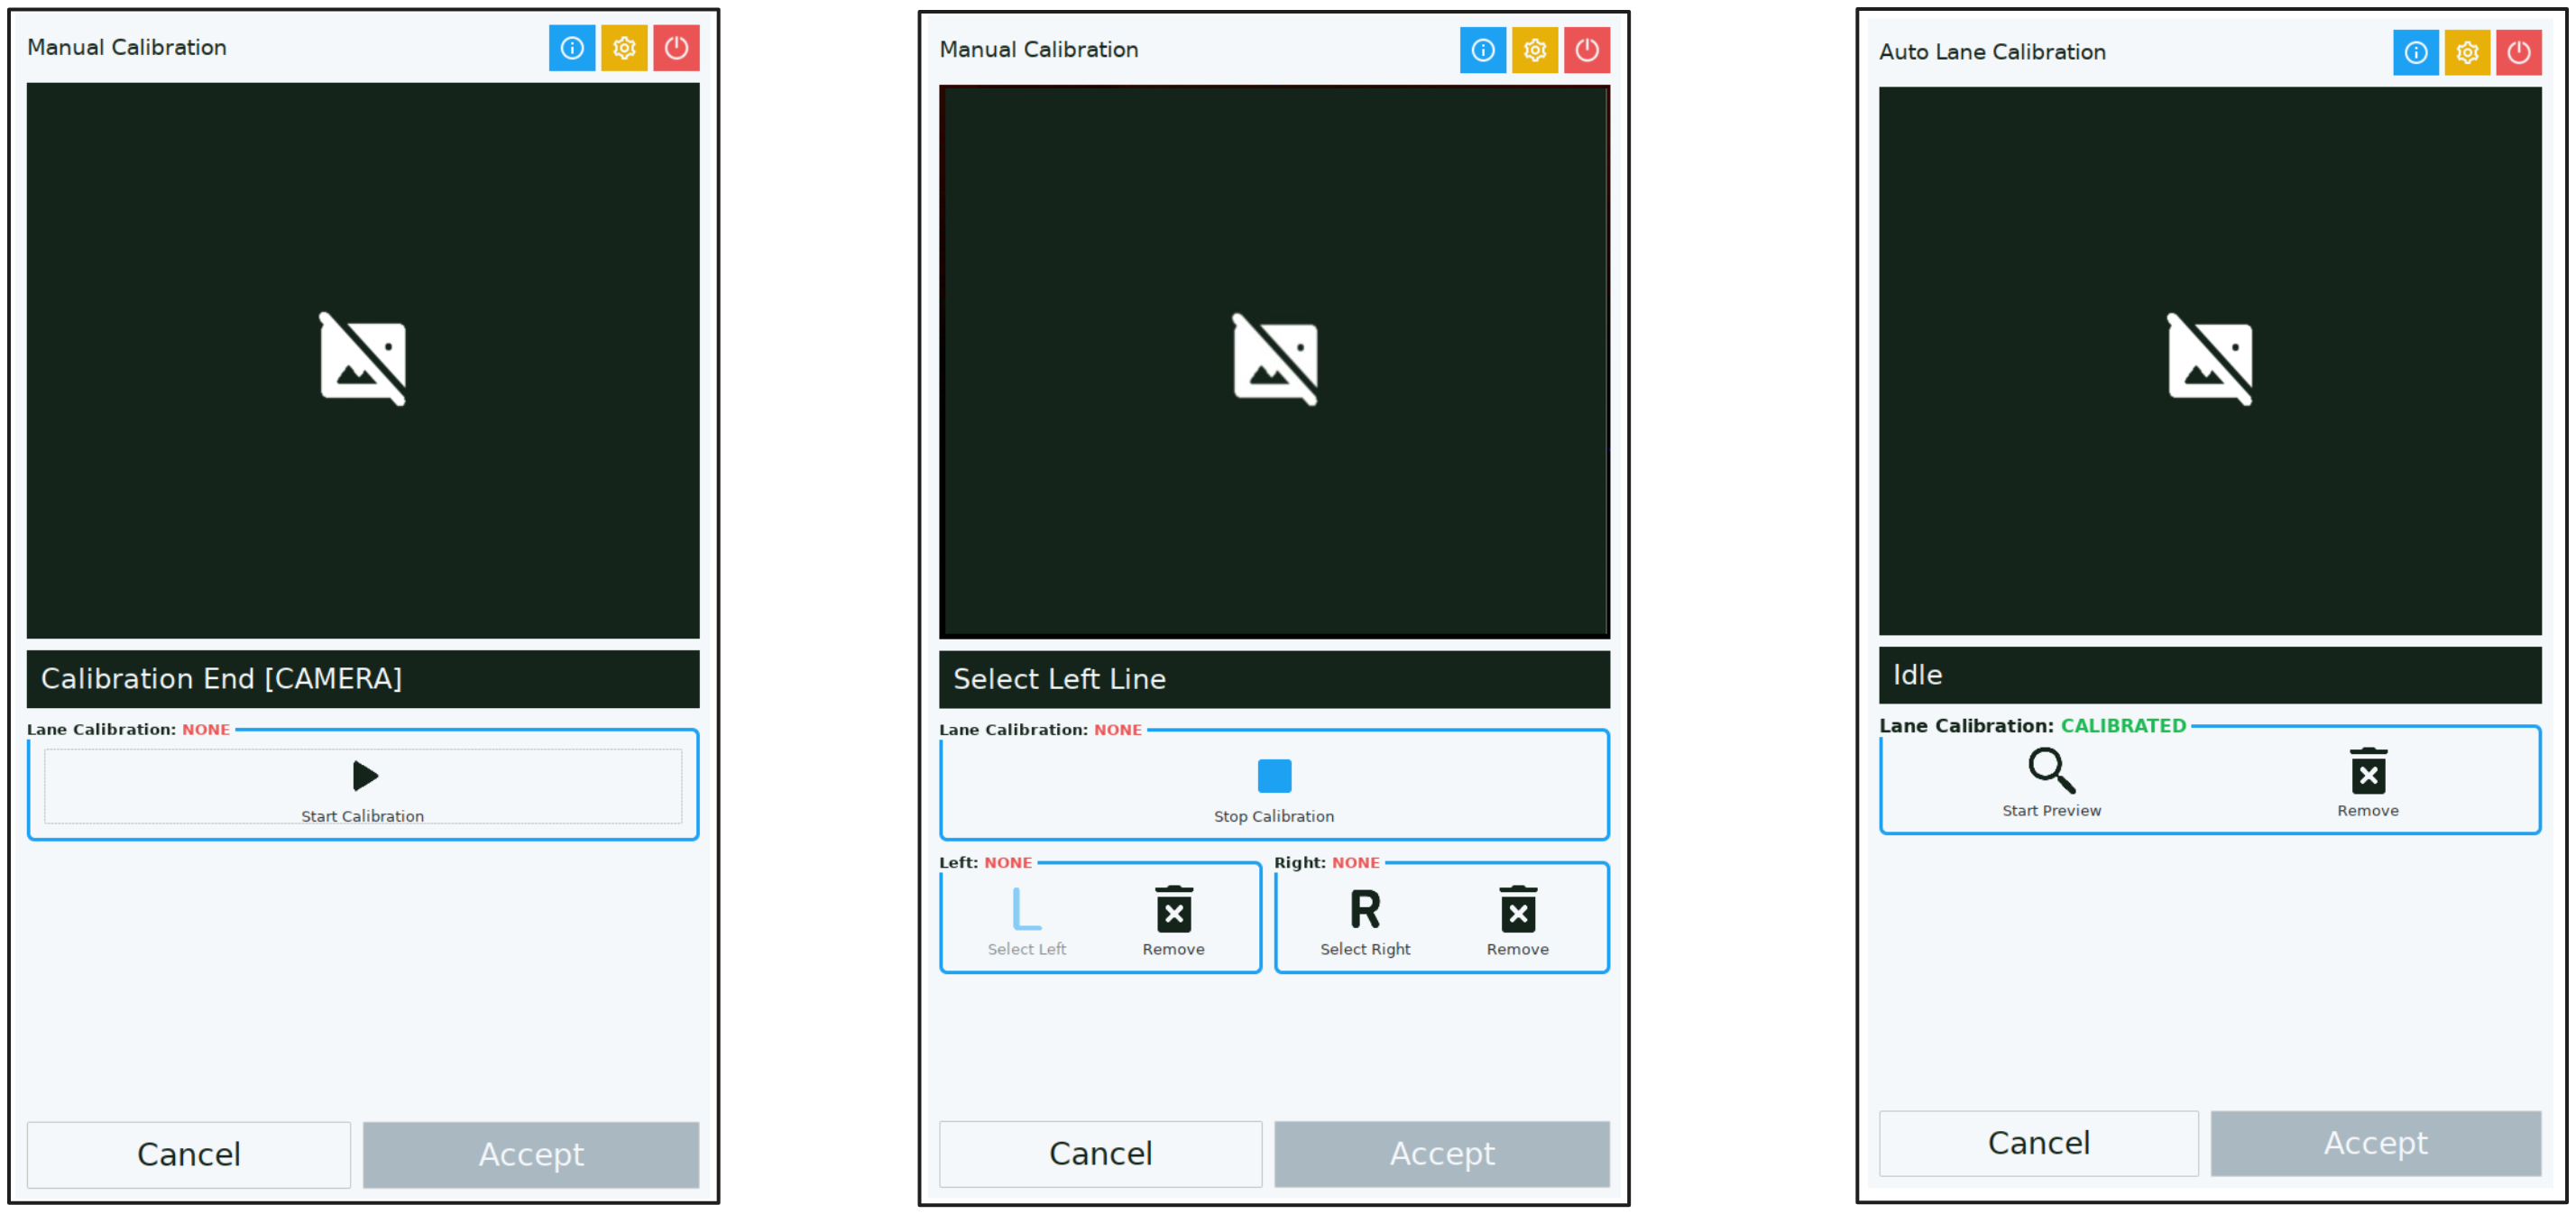 Manual Calibration
Calibration End [CAMERA]
Lane Calibration: NONE
Start Calibration
Cancel
Accept
Manual Calibration
Select Left Line
Lane Calibration: NONE
Stop Calibration
Left: NONE
L
Select Left
Remove
Right: NONE
R
Select Right
Remove
Cancel
Accept
Auto Lane Calibration
Idle
Lane Calibration: CALIBRATED
Start Preview
Remove
Cancel
Accept